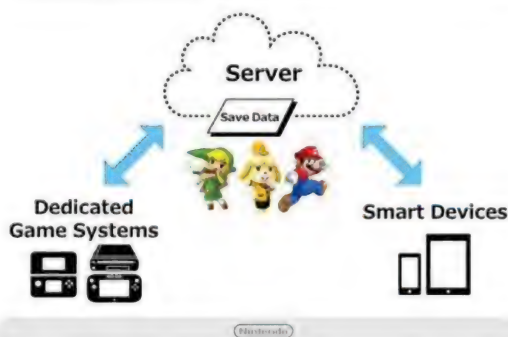 Server
Save Data
Dedicated
Game Systems
Smart Devices
Nintendo